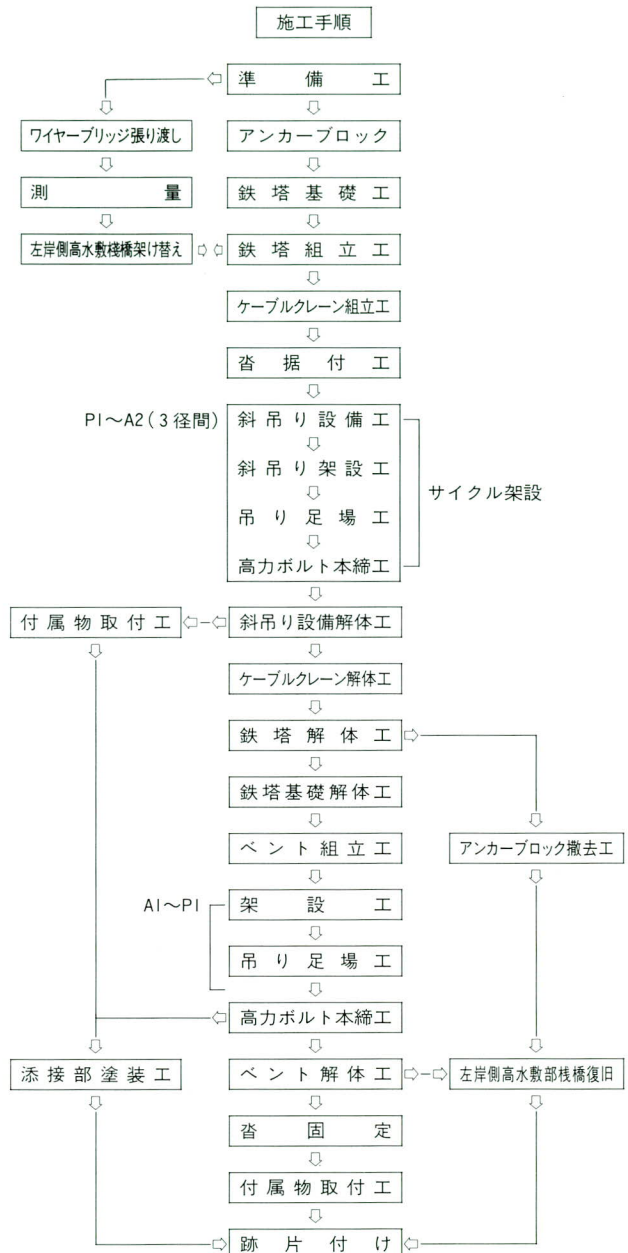 施工手順
準備工
ワイヤーブリッジ張り渡し
アンカーブロック
測量
鉄塔基礎工
左岸側高水敷棧橋架け替え
鉄塔組立工
ケーブルクレーン組立工
沓据付工
P1～A2(3径間)
斜吊り設備工
斜吊り架設工
サイクル架設
吊り足場工
高力ボルト本締工
付属物取付工
斜吊り設備解体工
ケーブルクレーン解体工
鉄塔解体工
鉄塔基礎解体工
ベント組立工
アンカーブロック撤去工
A1～P1
架設工
吊り足場工
高力ボルト本締工
添接部塗装工
ベント解体工
左岸側高水敷部桟橋復旧
沓固定
付属物取付工
跡片付け